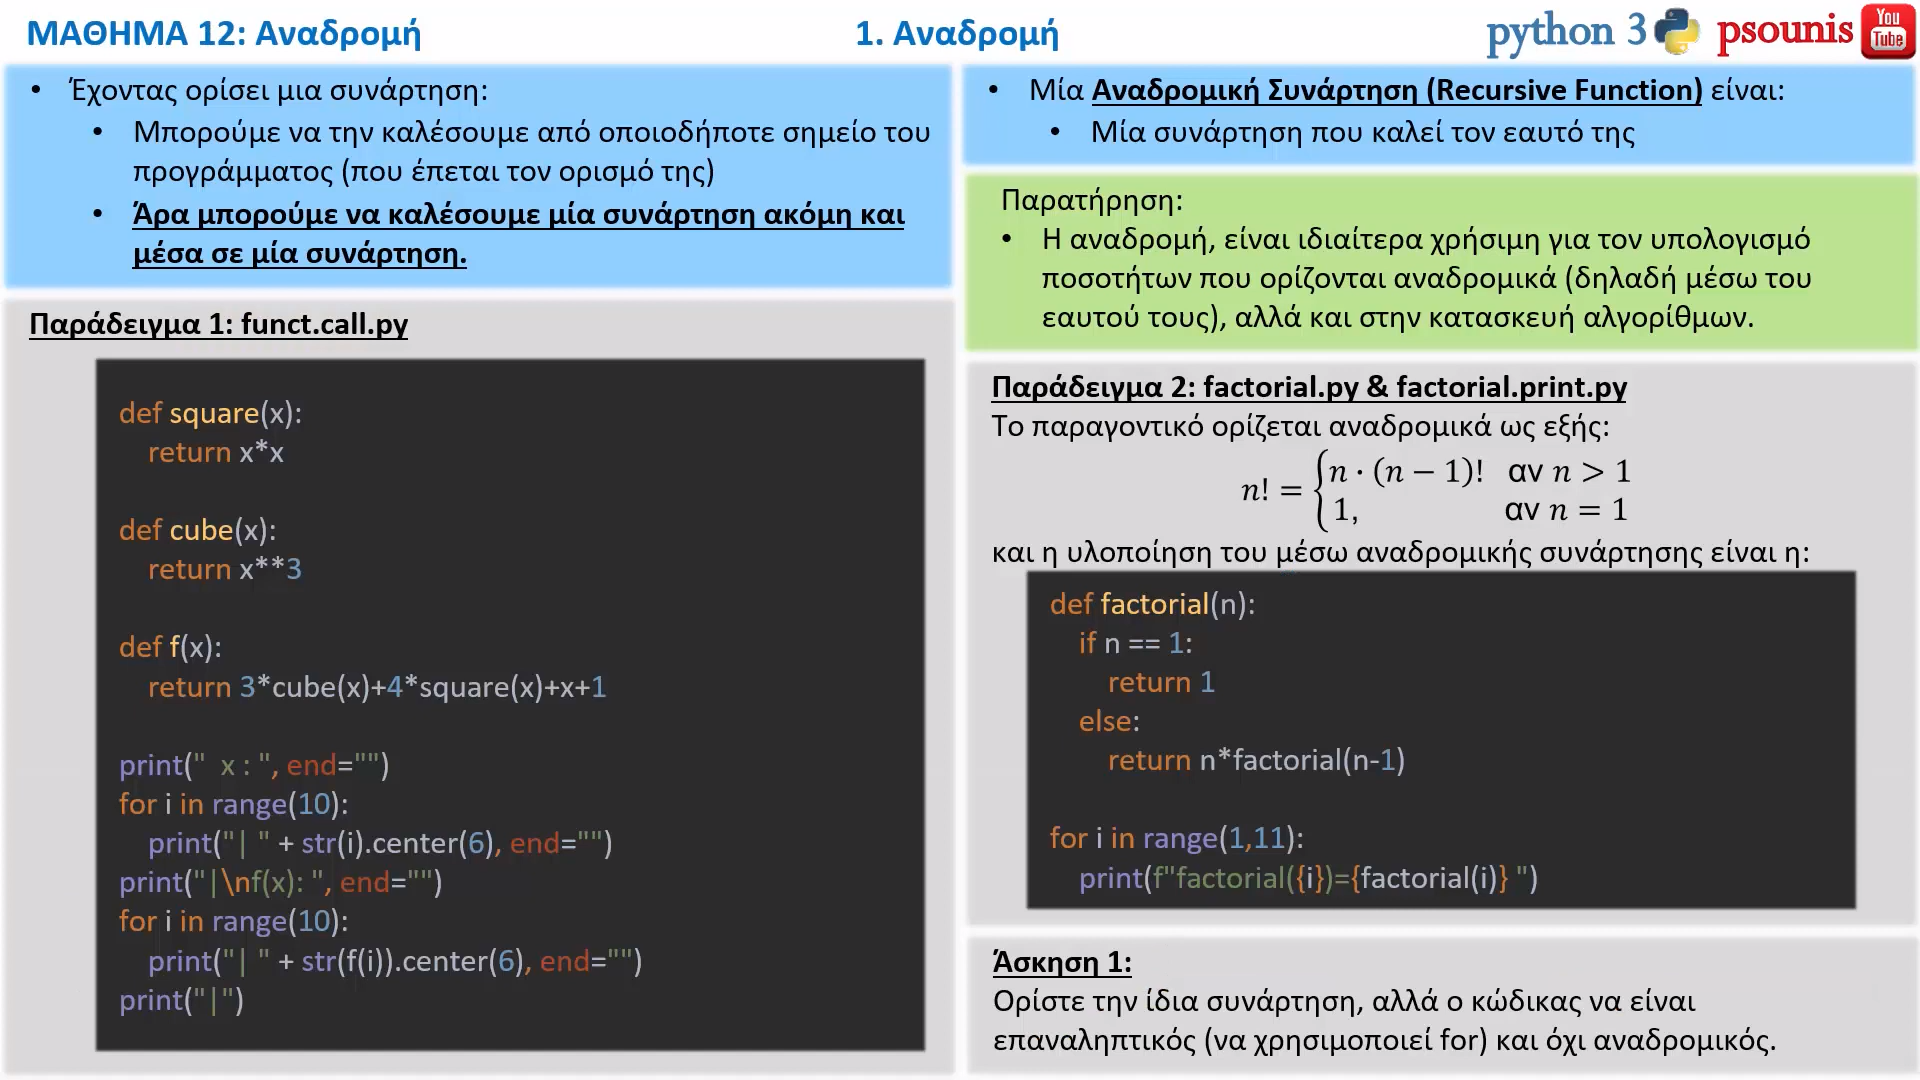 ΜΑΘΗΜΑ 12: Αναδρομή
1. Αναδρομή
python 3
psounis
You
Tube
• Έχοντας ορίσει μια συνάρτηση:
• Μπορούμε να την καλέσουμε από οποιοδήποτε σημείο του
προγράμματος (που έπεται τον ορισμό της)
• Άρα μπορούμε να καλέσουμε μία συνάρτηση ακόμη και
μέσα σε μία συνάρτηση.
Παράδειγμα 1: funct.call.py
def square(x):
return x*x
def cube(x):
return x**3
def f(x):
return 3*cube(x)+4*square(x)+x+1
print("  x : ", end="")
for i in range(10):
print("| " + str(i).center(6), end="")
print("|\nf(x): ", end="")
for i in range(10):
print("| " + str(f(i)).center(6), end="")
print("|")
• Μία Αναδρομική Συνάρτηση (Recursive Function) είναι:
• Μία συνάρτηση που καλεί τον εαυτό της
Παρατήρηση:
• Η αναδρομή, είναι ιδιαίτερα χρήσιμη για τον υπολογισμό
ποσοτήτων που ορίζονται αναδρομικά (δηλαδή μέσω του
εαυτού τους), αλλά και στην κατασκευή αλγορίθμων.
Παράδειγμα 2: factorial.py & factorial.print.py
Το παραγοντικό ορίζεται αναδρομικά ως εξής:
n! = { n · (n − 1)! αν n > 1
1, αν n = 1
και η υλοποίηση του μέσω αναδρομικής συνάρτησης είναι η:
def factorial(n):
if n == 1:
return 1
else:
return n*factorial(n-1)
for i in range(1,11):
print(f"factorial({i})={factorial(i)} ")
Άσκηση 1:
Ορίστε την ίδια συνάρτηση, αλλά ο κώδικας να είναι
επαναληπτικός (να χρησιμοποιεί for) και όχι αναδρομικός.